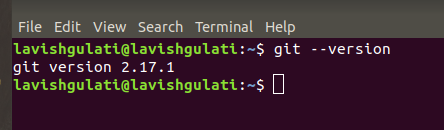 File Edit View Search Terminal Help
lavishgulati@lavishgulati:~$ git --version
git version 2.17.1
lavishgulati@lavishgulati:~$